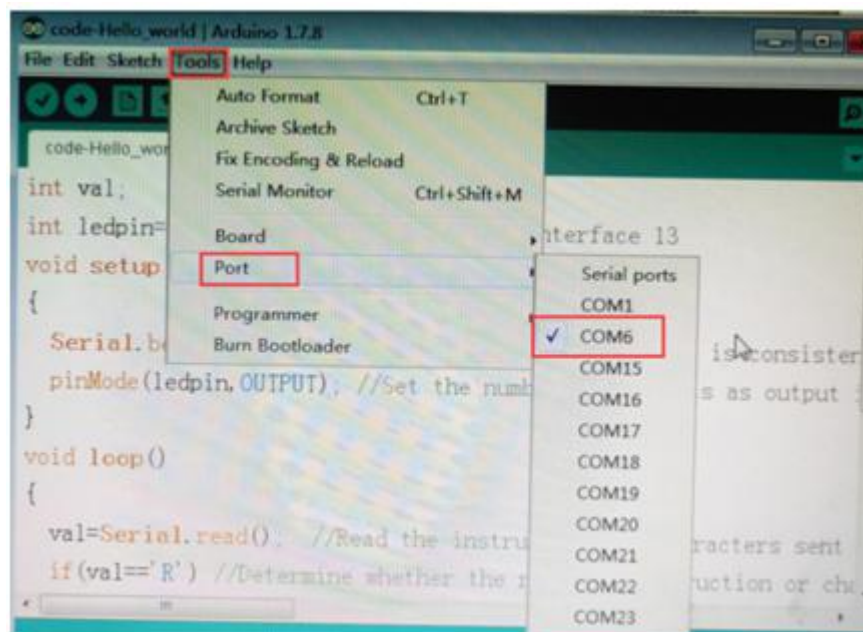 code-Hello_world | Arduino 1.7.8
File Edit Sketch Tools Help
Auto Format Ctrl+T
Archive Sketch
code-Hello_wor
Fix Encoding & Reload
int val;
Serial Monitor Ctrl+Shift+M
int ledpin=
Board
nterface 13
void setup
Port
Serial ports
{
COM1
Programmer
Serial.be
COM6
is consisten
Burn Bootloader
COM15
pinMode(ledpin,OUTPUT); //Set the numb
s as output
COM16
}
COM17
void loop()
COM18
{
COM19
val=Serial.read(); //Read the instru
COM20
racters sent
COM21
if(val=='R') //Determine whether the r
uction or cha
COM22
COM23